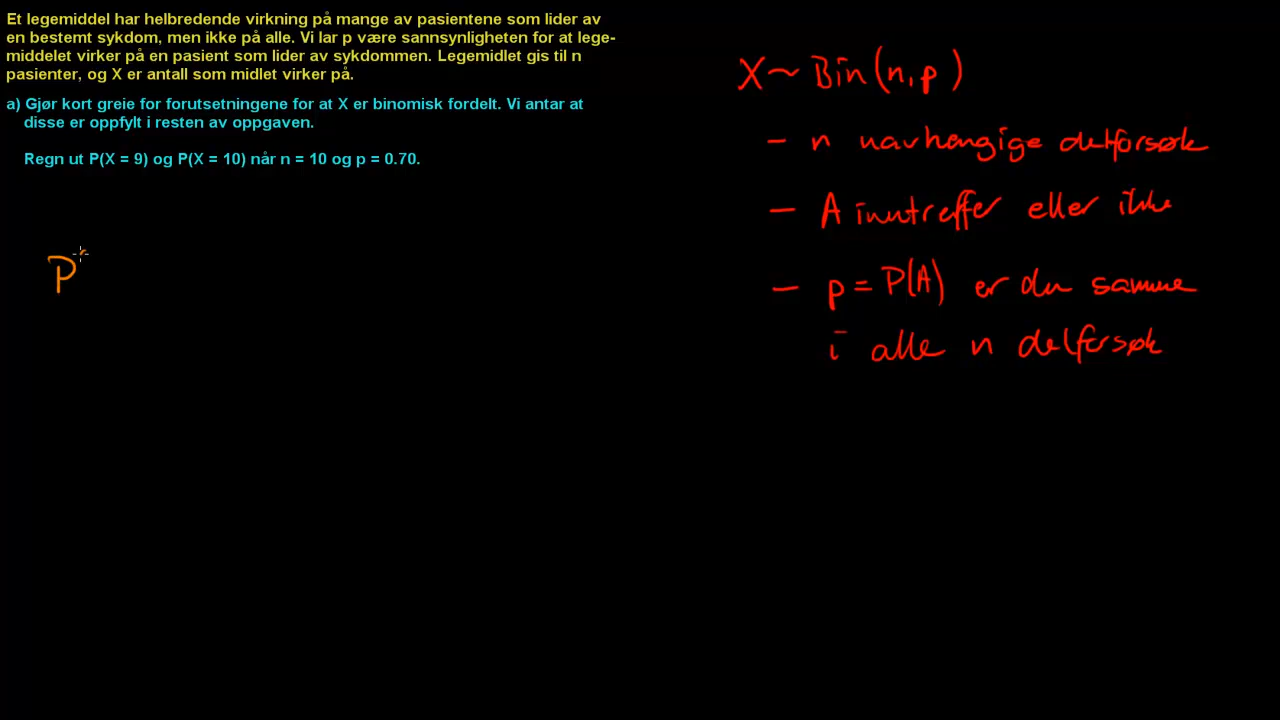 Et legemiddel har helbredende virkning på mange av pasientene som lider av
en bestemt sykdom, men ikke på alle. Vi lar p være sannsynligheten for at lege-
middelet virker på en pasient som lider av sykdommen. Legemidlet gis til n
pasienter, og X er antall som midlet virker på.
a) Gjør kort greie for forutsetningene for at X er binomisk fordelt. Vi antar at
disse er oppfylt i resten av oppgaven.
Regn ut P(X = 9) og P(X = 10) når n = 10 og p = 0.70.
P
X ~ Bin(n, p)
- n uavhengige delforsøk
- A inntreffer eller ikke
- p = P(A) er den samme
i alle n delforsøk